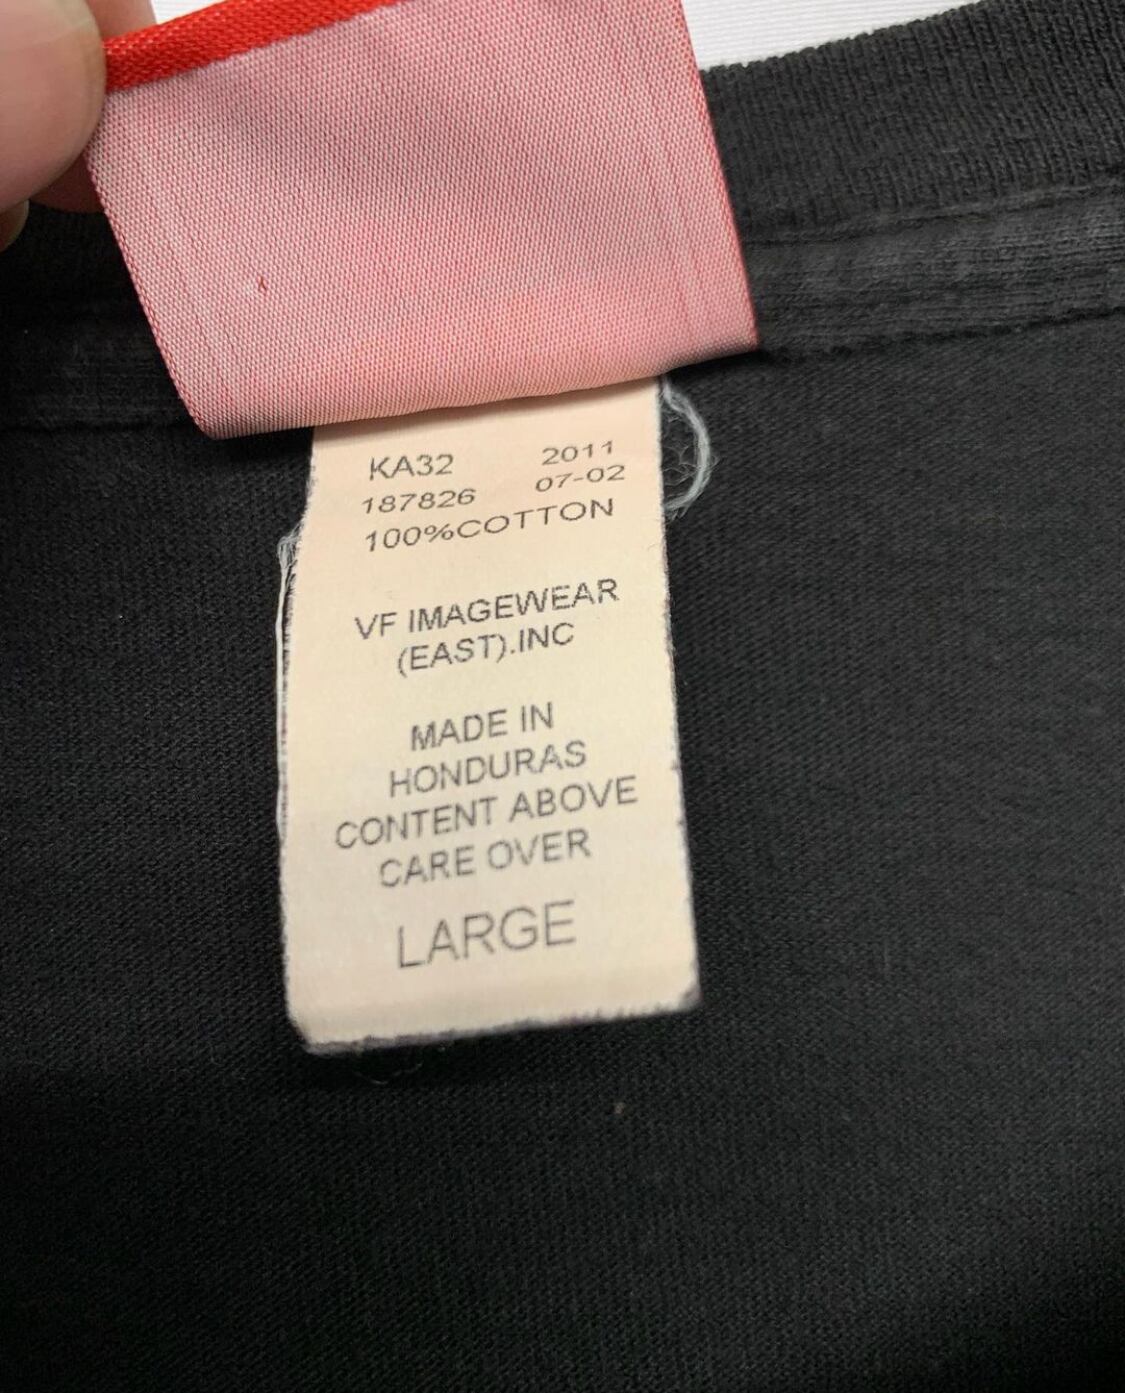 KA32 2011
187826 07-02
100%COTTON
VF IMAGEWEAR
(EAST).INC
MADE IN
HONDURAS
CONTENT ABOVE
CARE OVER
LARGE